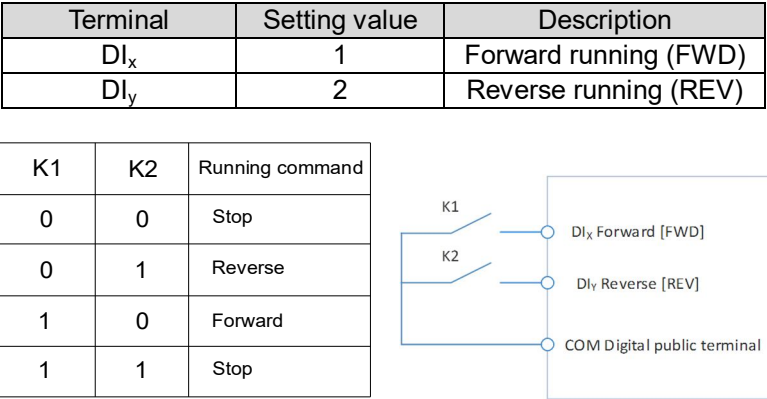 Terminal Setting value Description
DIx 1 Forward running (FWD)
DIy 2 Reverse running (REV)
K1 K2 Running command
0 0 Stop
0 1 Reverse
1 0 Forward
1 1 Stop
K1
DIX Forward [FWD]
K2
DIY Reverse [REV]
COM Digital public terminal